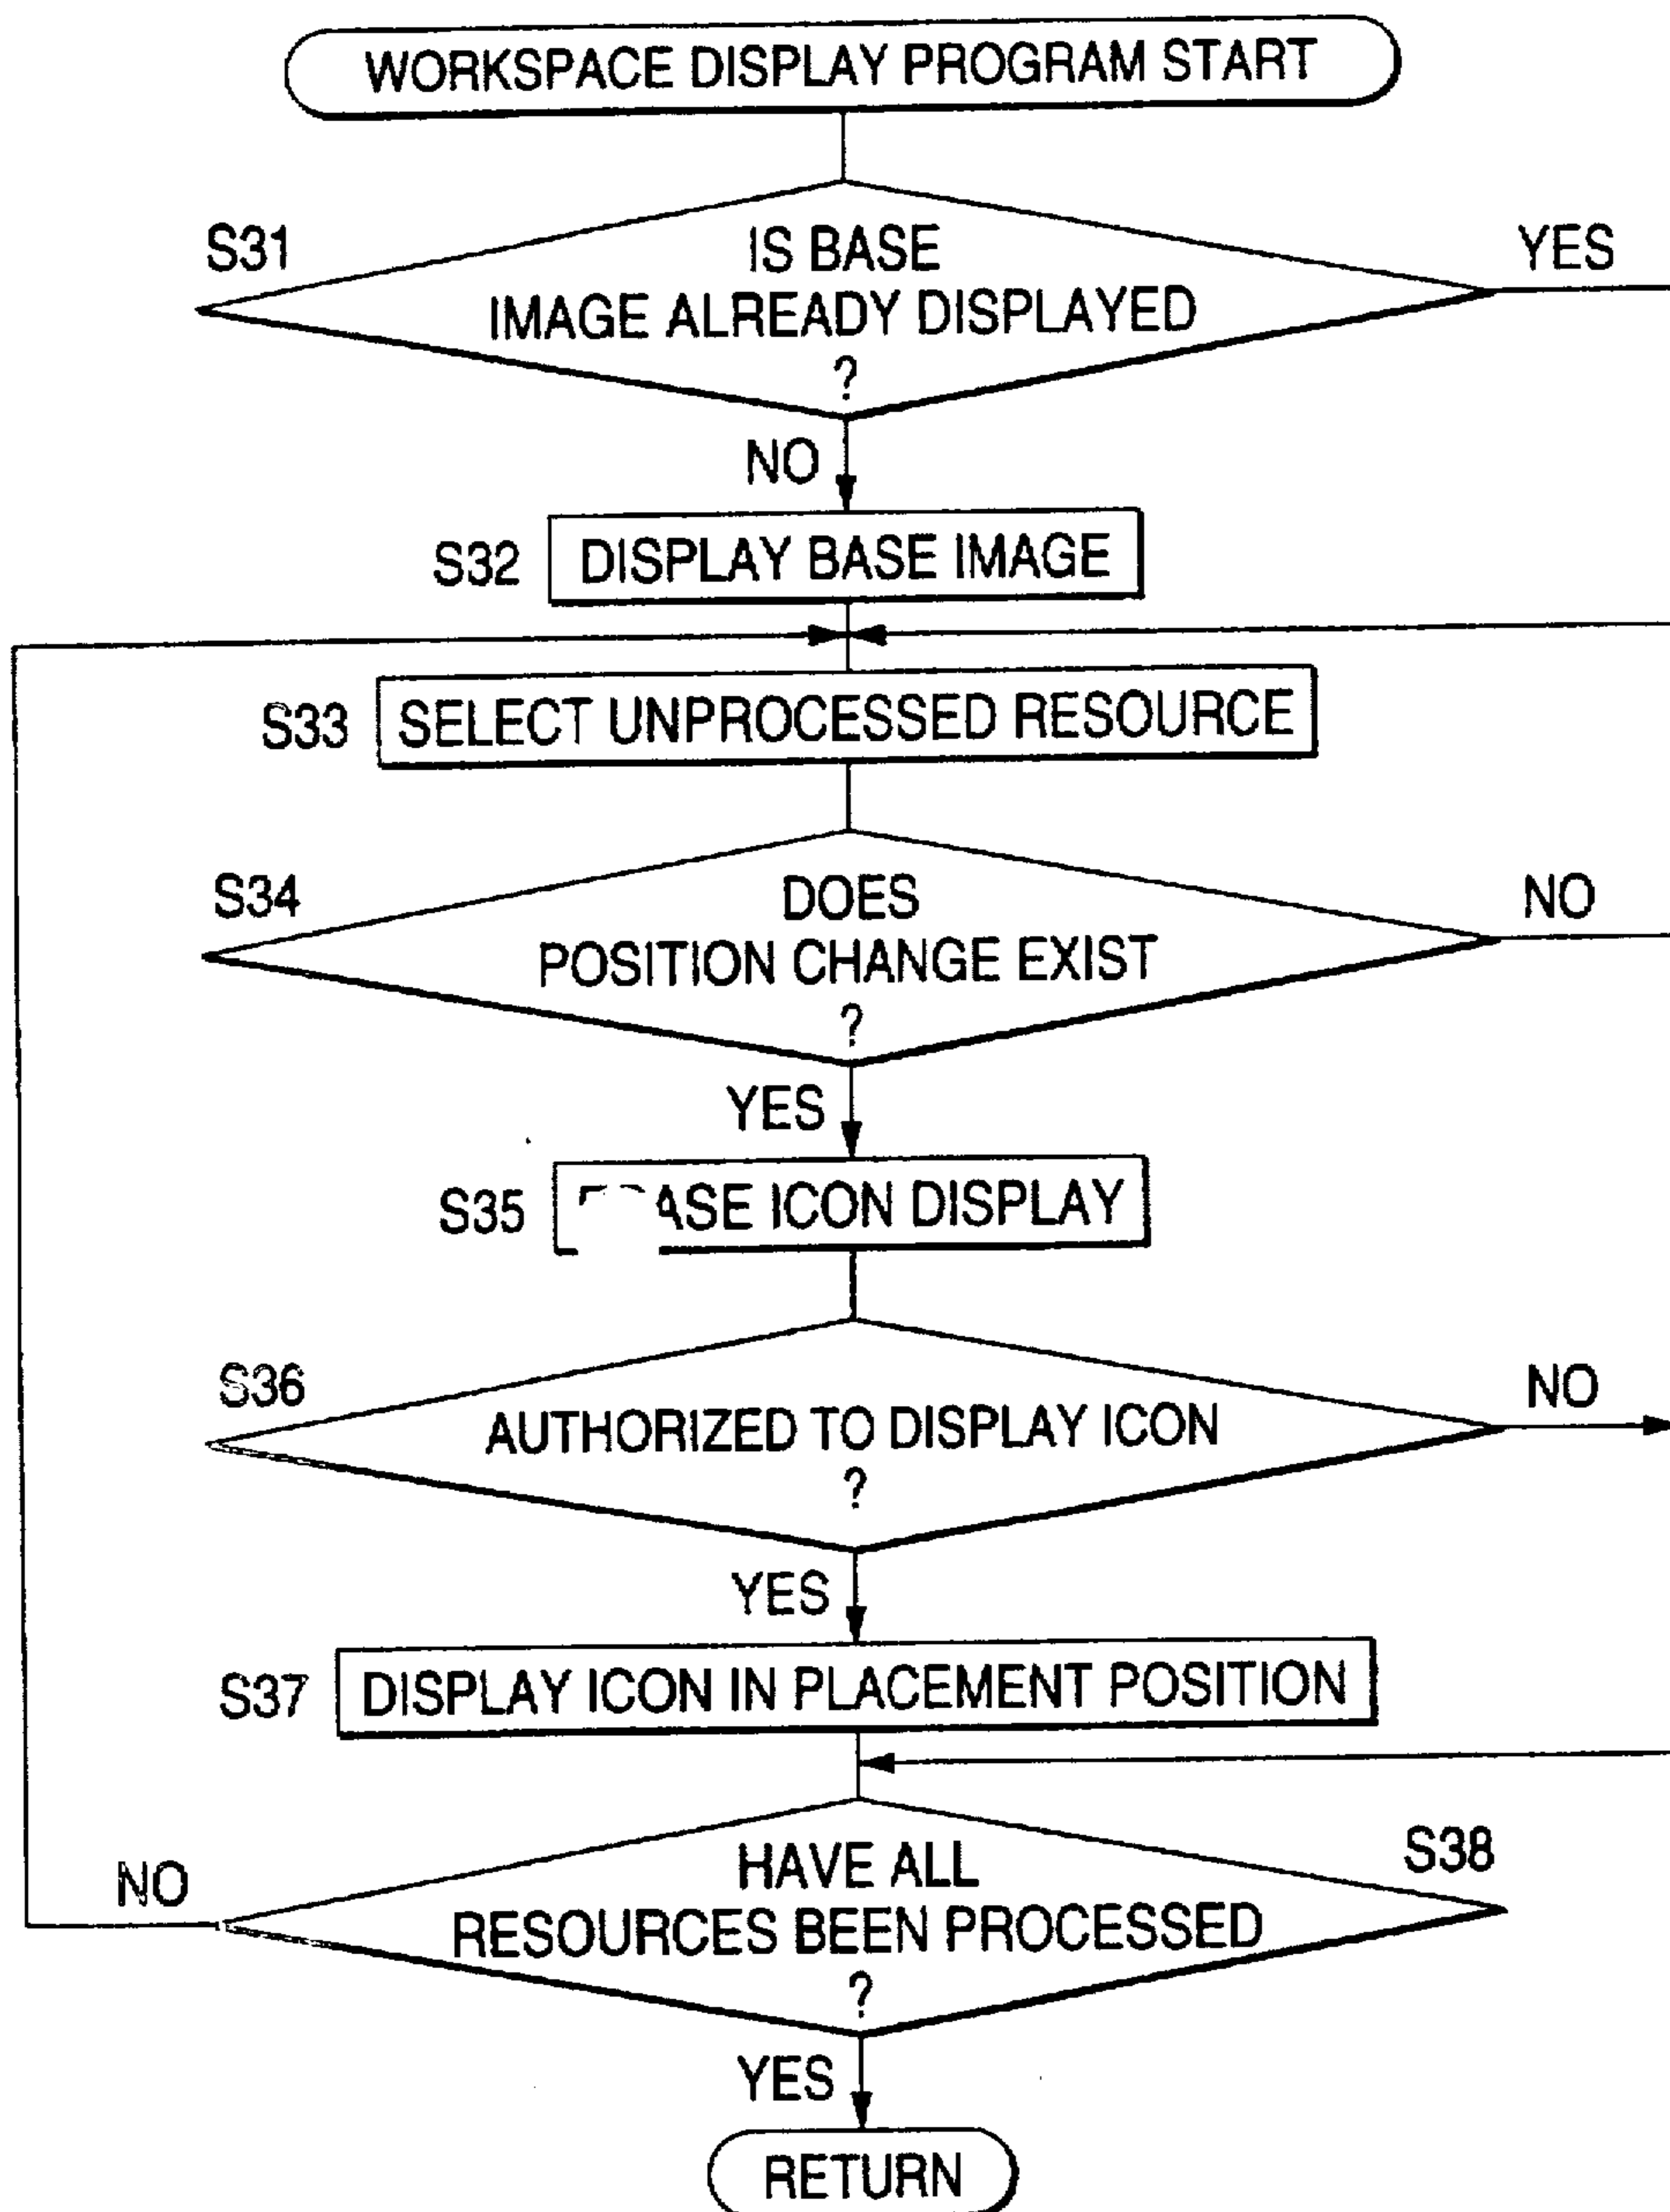 WORKSPACE DISPLAY PROGRAM START
S31
IS BASE
IMAGE ALREADY DISPLAYED
?
YES
NO
S32
DISPLAY BASE IMAGE
S33
SELECT UNPROCESSED RESOURCE
S34
DOES
POSITION CHANGE EXIST
?
NO
YES
S35
ICON DISPLAY
S36
AUTHORIZED TO DISPLAY ICON
?
NO
YES
S37
DISPLAY ICON IN PLACEMENT POSITION
S38
HAVE ALL
RESOURCES BEEN PROCESSED
?
NO
YES
RETURN